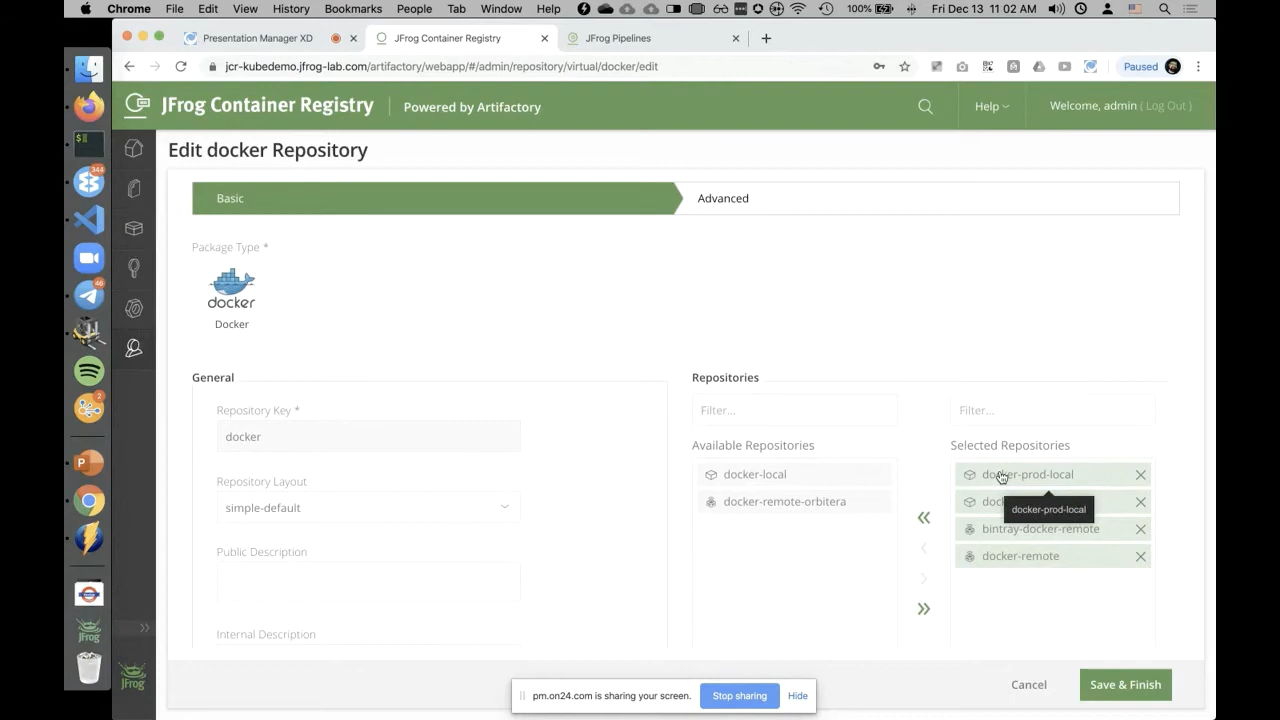 Chrome File Edit View History Bookmarks People Tab Window Help 100% Fri Dec 13 11:02 AM
Presentation Manager XD JFrog Container Registry JFrog Pipelines
jcr-kubedemo.jfrog-lab.com/artifactory/webapp/#/admin/repository/virtual/docker/edit Paused
JFrog Container Registry Powered by Artifactory Help Welcome, admin ( Log Out )
Edit docker Repository
Basic Advanced
Package Type *
docker
Docker
General Repositories
Repository Key * Filter... Filter...
docker Available Repositories Selected Repositories
docker-local docker-prod-local
Repository Layout docker-remote-orbitera
simple-default docker-prod-local
bintray-docker-remote
Public Description docker-remote
Internal Description
Cancel Save & Finish
pm.on24.com is sharing your screen. Stop sharing Hide
344
46
2
JFrog
JFrog